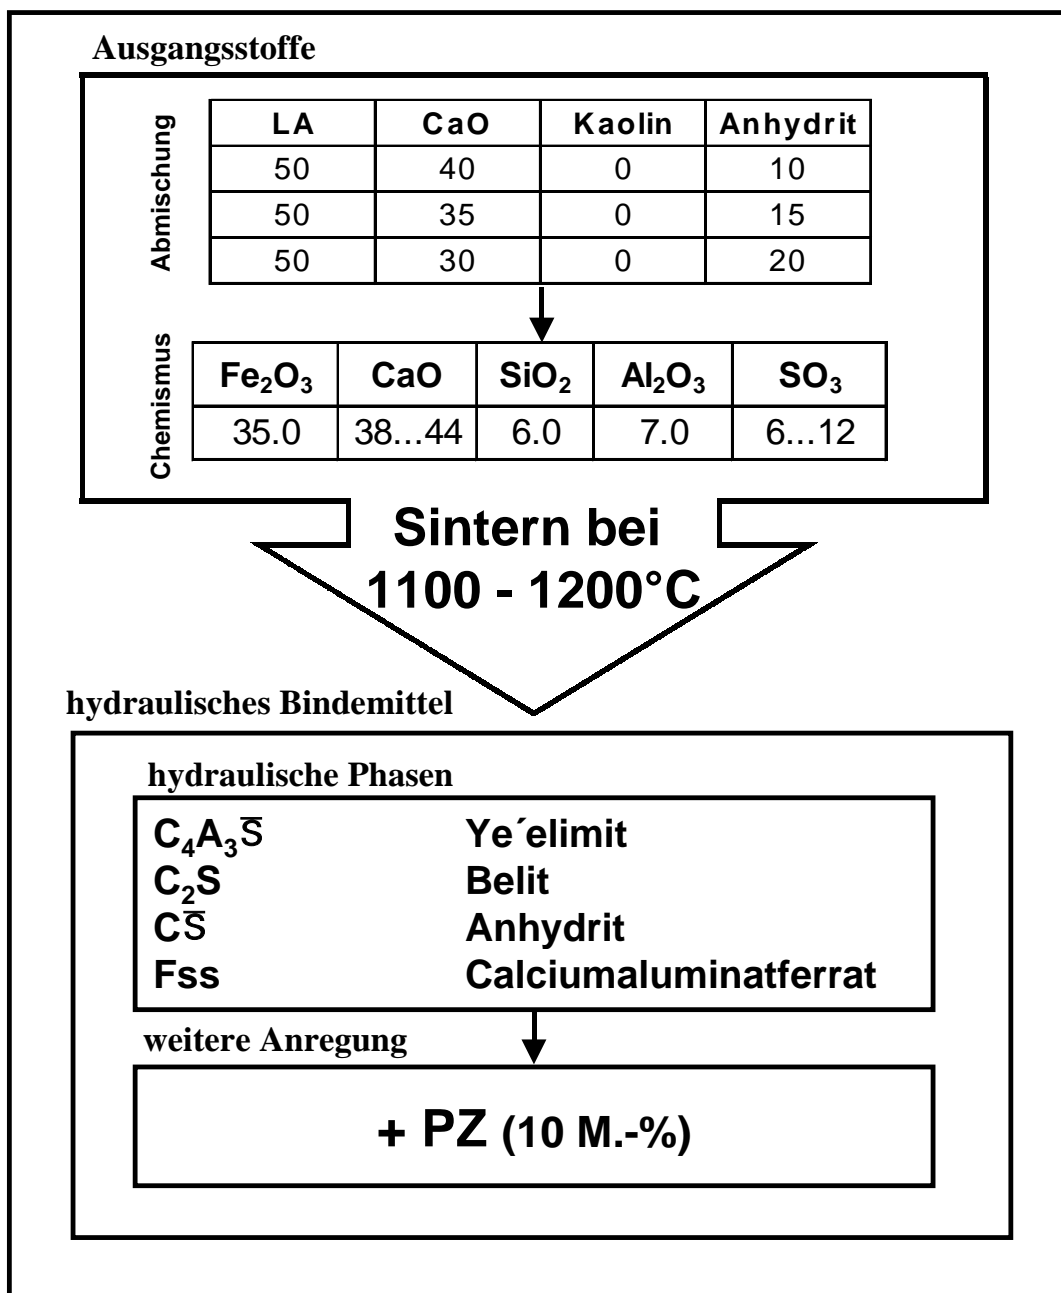 Ausgangsstoffe
Abmischung
LA CaO Kaolin Anhydrit
50 40 0 10
50 35 0 15
50 30 0 20
Chemismus
Fe₂O₃ CaO SiO₂ Al₂O₃ SO₃
35.0 38...44 6.0 7.0 6...12
Sintern bei
1100 - 1200°C
hydraulisches Bindemittel
hydraulische Phasen
C₄A₃S̅ Ye´elimit
C₂S Belit
CS̅ Anhydrit
Fss Calciumaluminatferrat
weitere Anregung
+ PZ (10 M.-%)